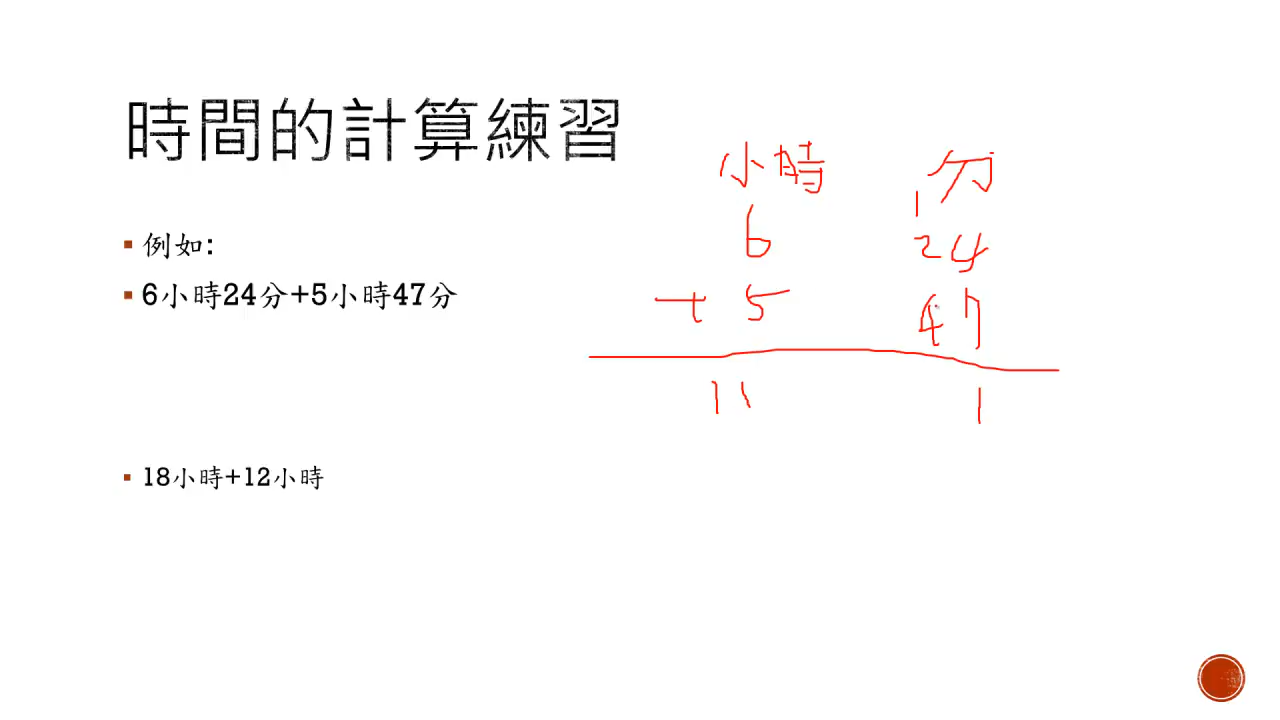 時間的計算練習
例如:
6小時24分+5小時47分
18小時+12小時
小時 分
1
6 24
+ 5 47
11 1